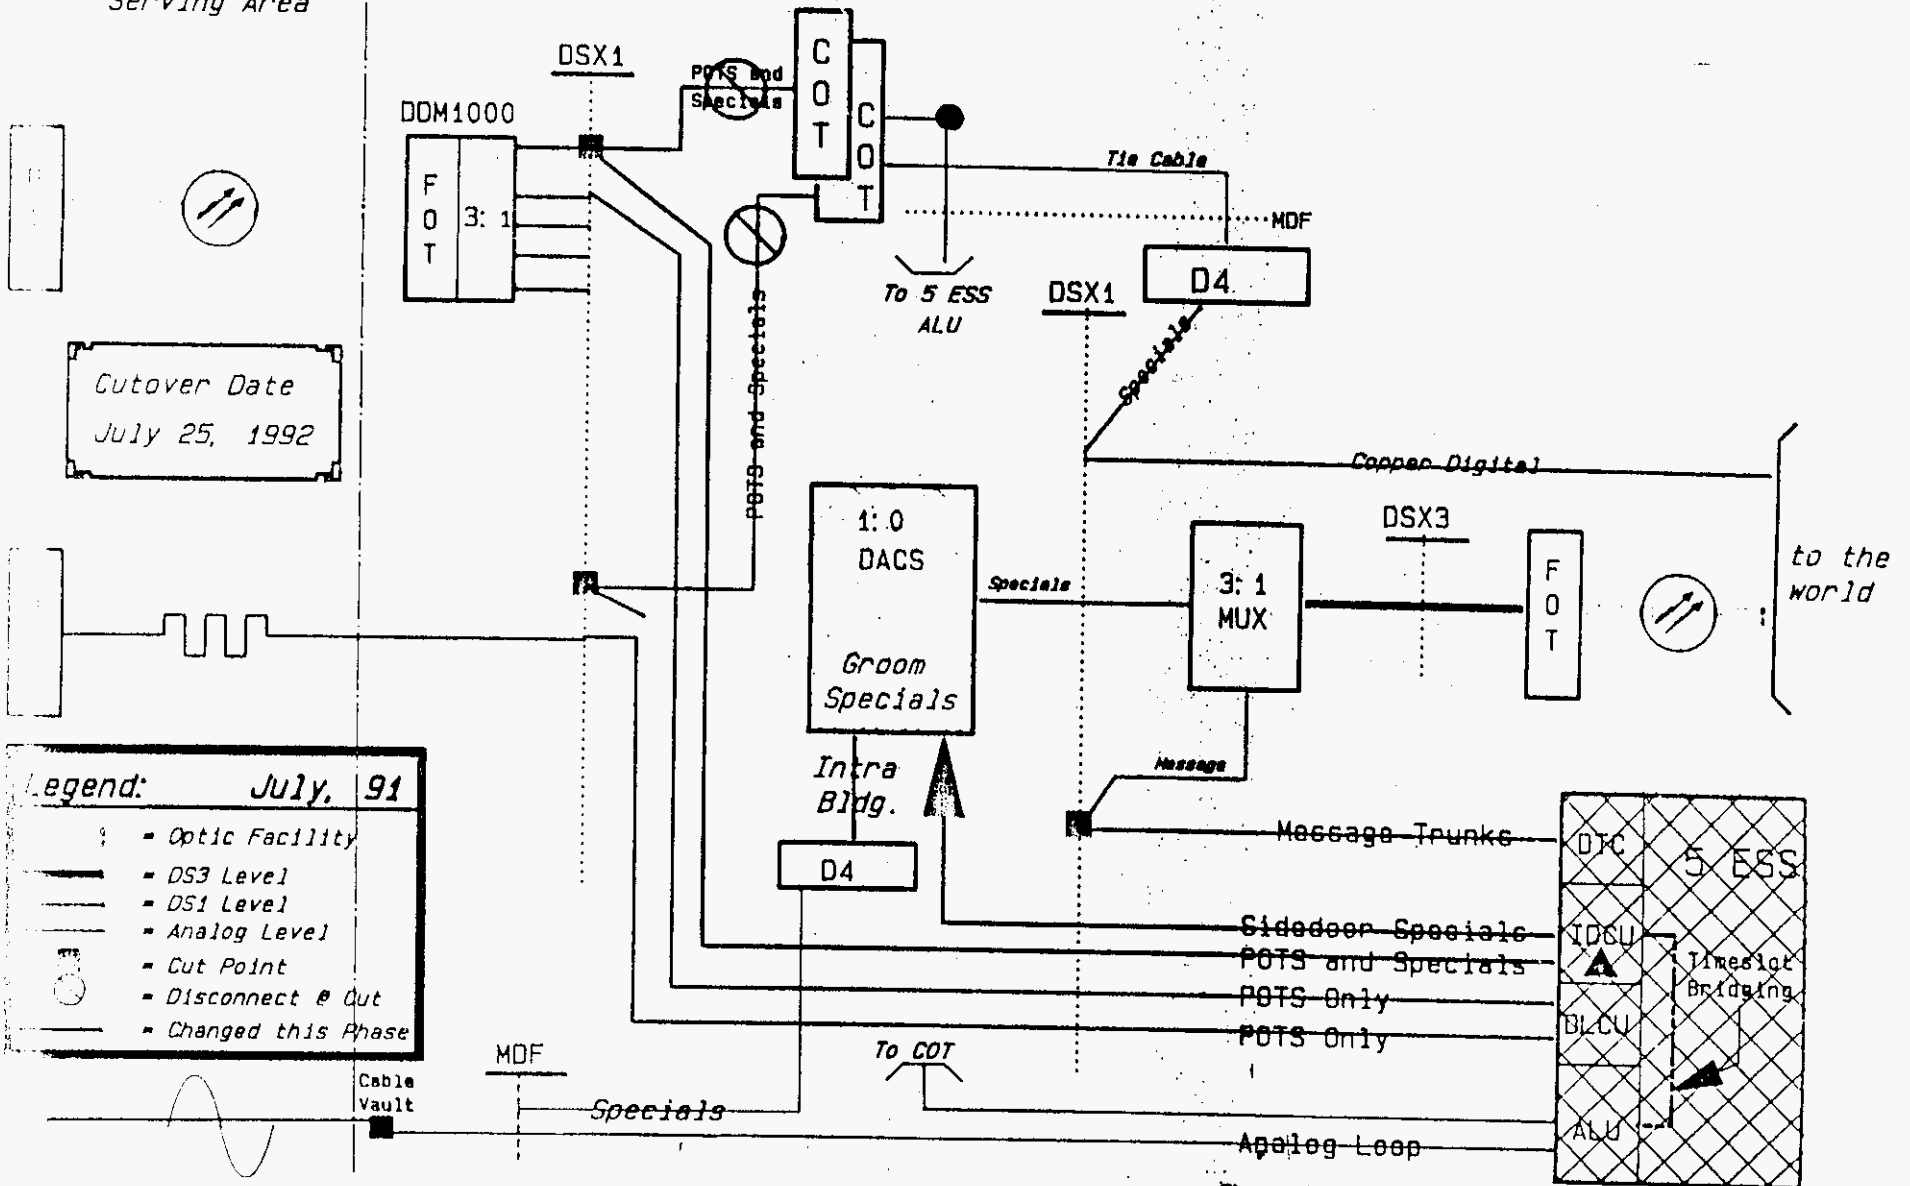 Serving Area
DSX1
POTS and
Specials
COT
COT
DDM1000
FOT
3:1
Tie Cable
MDF
To 5 ESS
ALU
D4
DSX1
Specials
POTS and Specials
Cutover Date
July 25, 1992
Copper Digital
1:0
DACS
Groom
Specials
Specials
3:1
MUX
DSX3
FOT
to the
world
Intra
Bldg.
Message
D4
Legend: July, 91
= Optic Facility
= DS3 Level
= DS1 Level
= Analog Level
= Cut Point
= Disconnect @ Cut
= Changed this Phase
Message Trunks
Sidedoor Specials
POTS and Specials
POTS Only
POTS Only
DTC
5 ESS
IDCU
Timeslot
Bridging
DLCU
ALU
MDF
To COT
Cable
Vault
Specials
Analog Loop